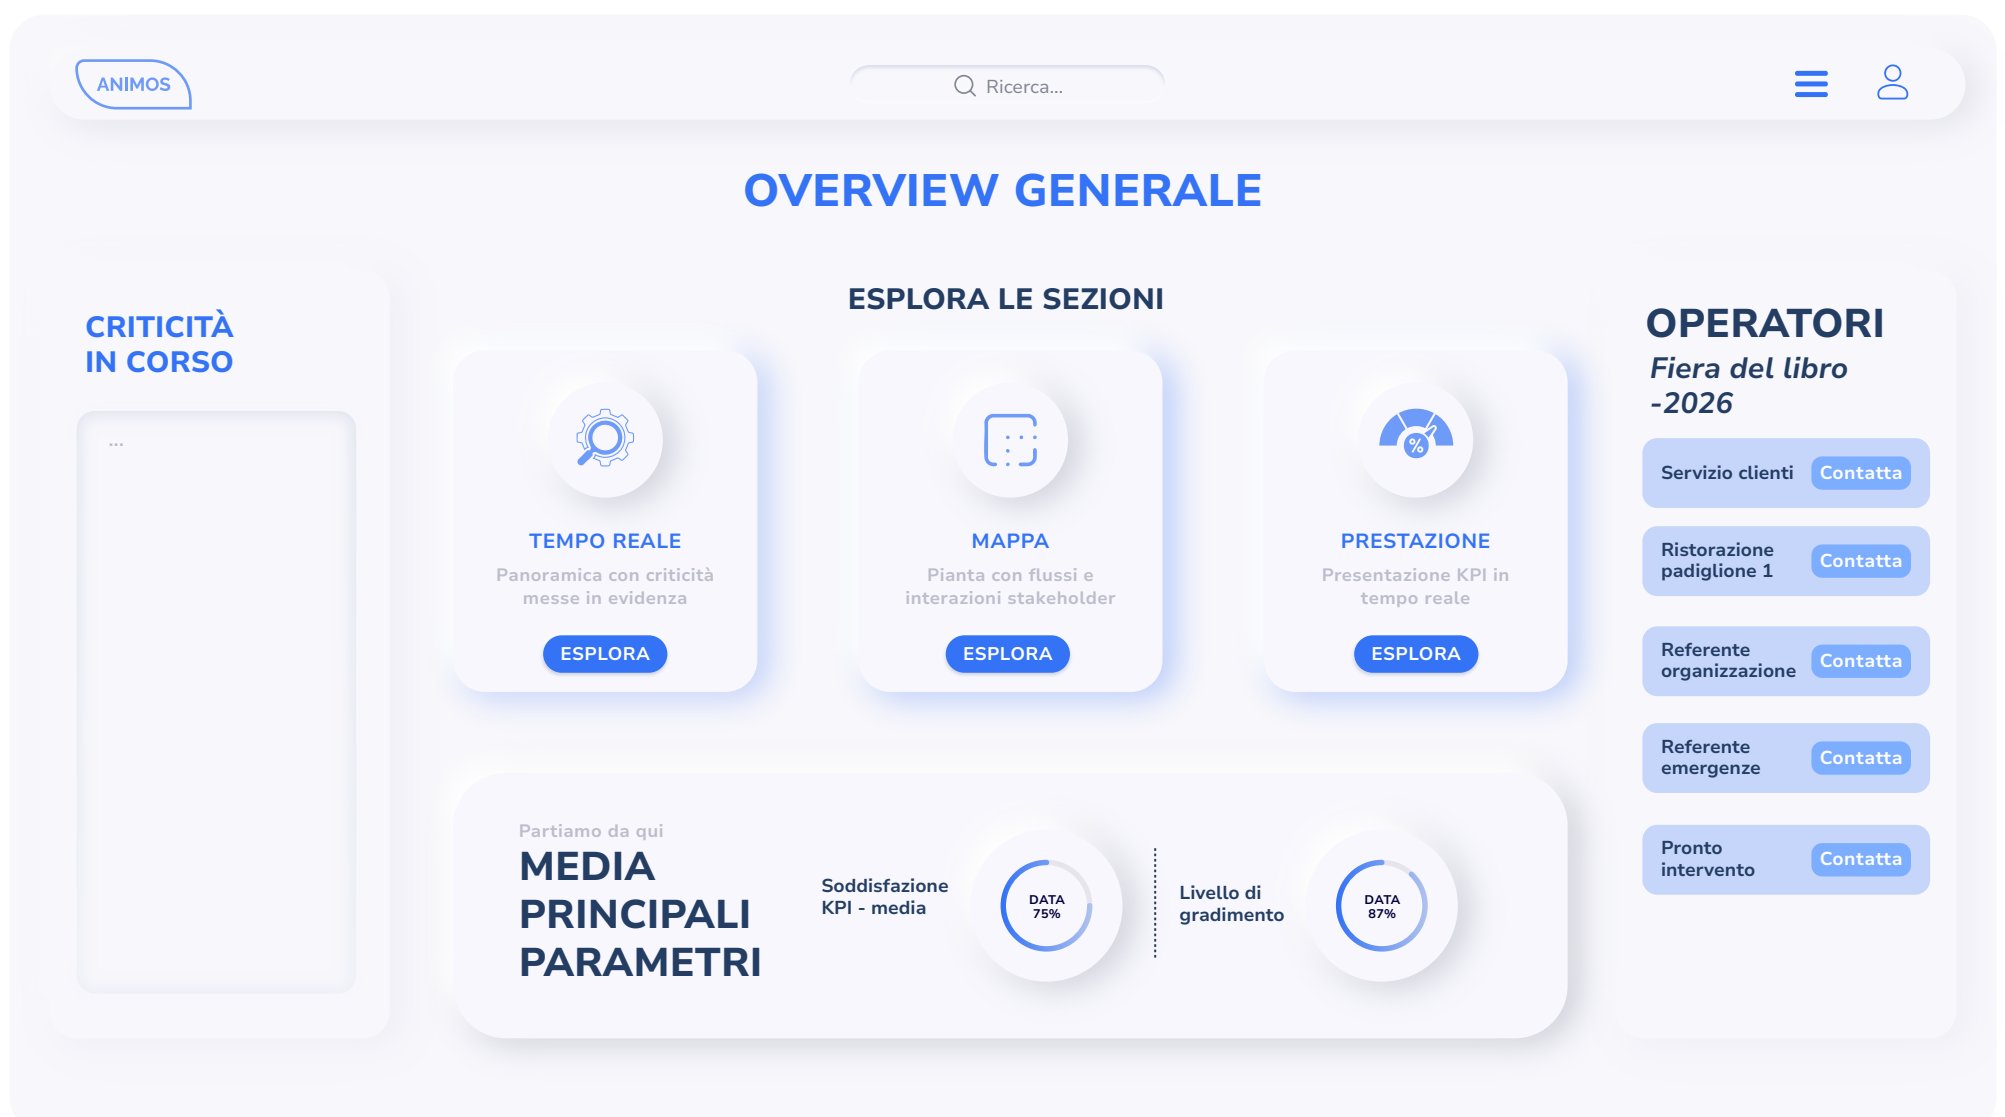 ANIMOS
Ricerca...
OVERVIEW GENERALE
CRITICITÀ
IN CORSO
...
ESPLORA LE SEZIONI
TEMPO REALE
Panoramica con criticità
messe in evidenza
ESPLORA
MAPPA
Pianta con flussi e
interazioni stakeholder
ESPLORA
%
PRESTAZIONE
Presentazione KPI in
tempo reale
ESPLORA
Partiamo da qui
MEDIA
PRINCIPALI
PARAMETRI
Soddisfazione
KPI - media
DATA
75%
Livello di
gradimento
DATA
87%
OPERATORI
Fiera del libro
-2026
Servizio clienti
Contatta
Ristorazione
padiglione 1
Contatta
Referente
organizzazione
Contatta
Referente
emergenze
Contatta
Pronto
intervento
Contatta